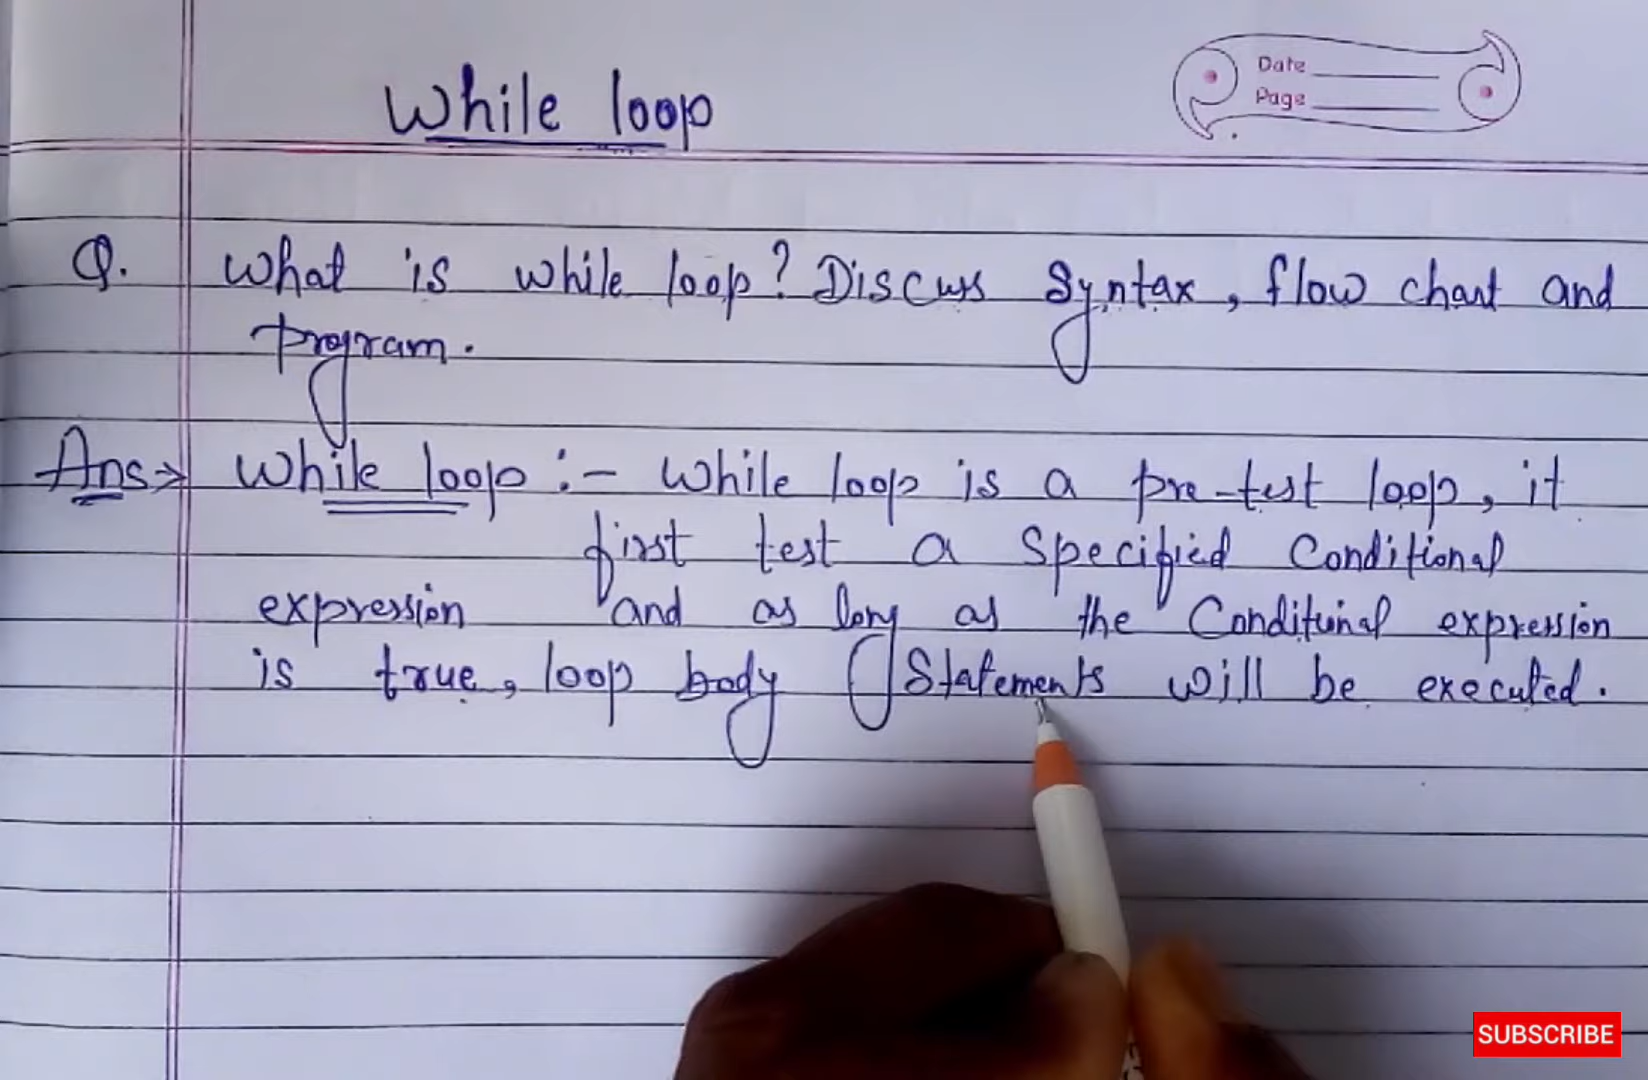 While loop
Date
Page
Q. What is while loop? Discuss Syntax, flow chart and
program.
Ans⇒ While loop :- While loop is a pre-test loop, it
first test a Specified Conditional
expression and as long as the Conditional expression
is true, loop body Statements will be executed.
SUBSCRIBE